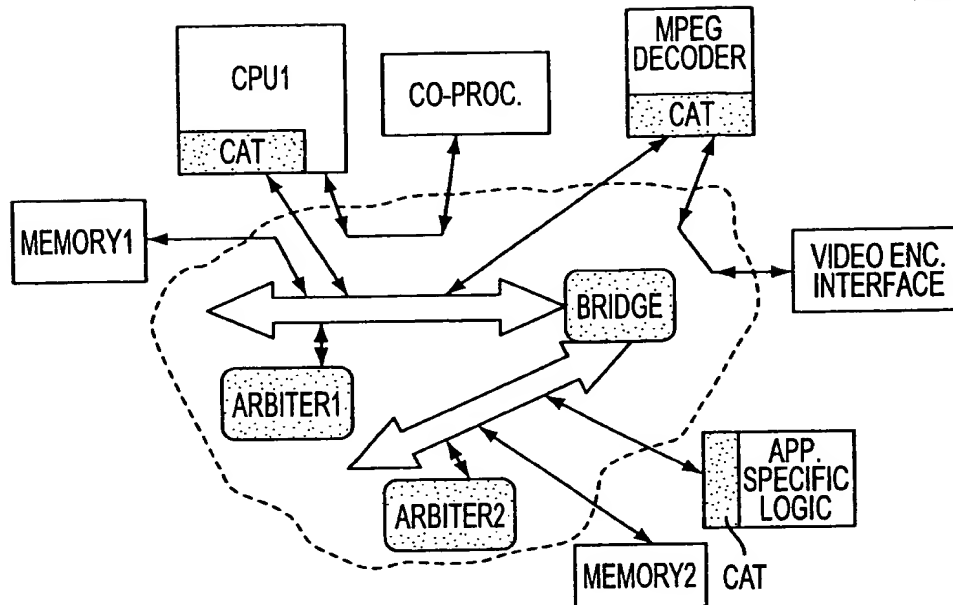 CPU1
CAT
CO-PROC.
MPEG
DECODER
CAT
MEMORY1
VIDEO ENC.
INTERFACE
BRIDGE
ARBITER1
ARBITER2
APP.
SPECIFIC
LOGIC
MEMORY2
CAT